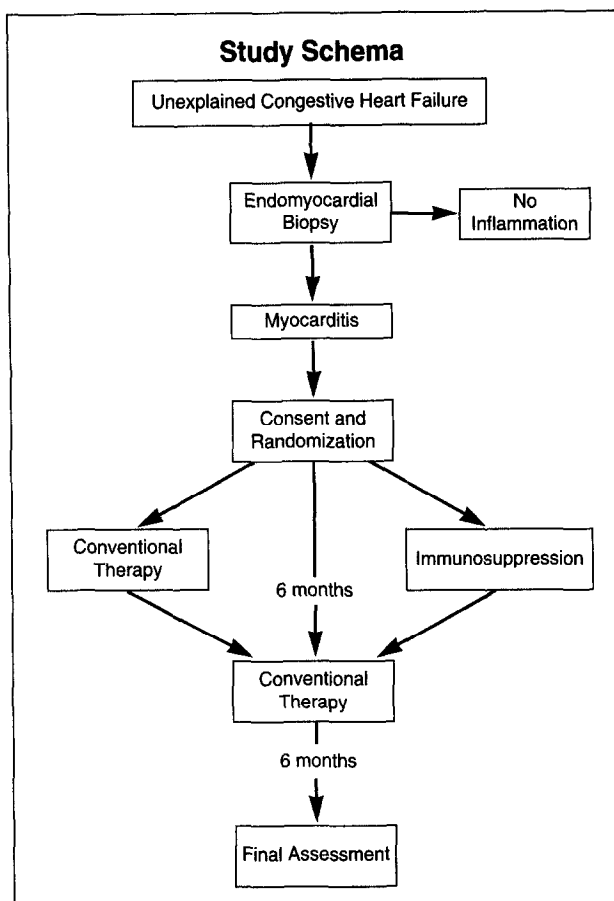 Study Schema
Unexplained Congestive Heart Failure
Endomyocardial
Biopsy
No
Inflammation
Myocarditis
Consent and
Randomization
Conventional
Therapy
Immunosuppression
6 months
Conventional
Therapy
6 months
Final Assessment